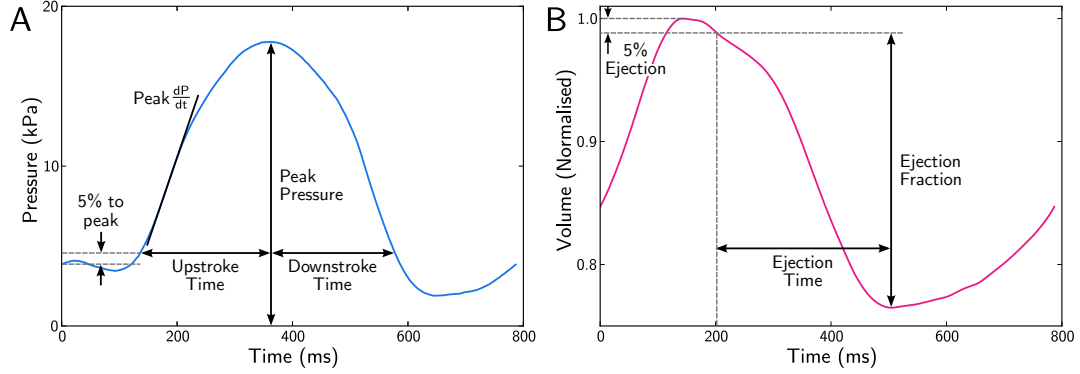 A
20
10
0
Pressure (kPa)
Peak dP/dt
5% to
peak
Peak
Pressure
Upstroke
Time
Downstroke
Time
0
200
400
600
800
Time (ms)
B
1.0
0.9
0.8
Volume (Normalised)
5%
Ejection
Ejection
Fraction
Ejection
Time
0
200
400
600
800
Time (ms)